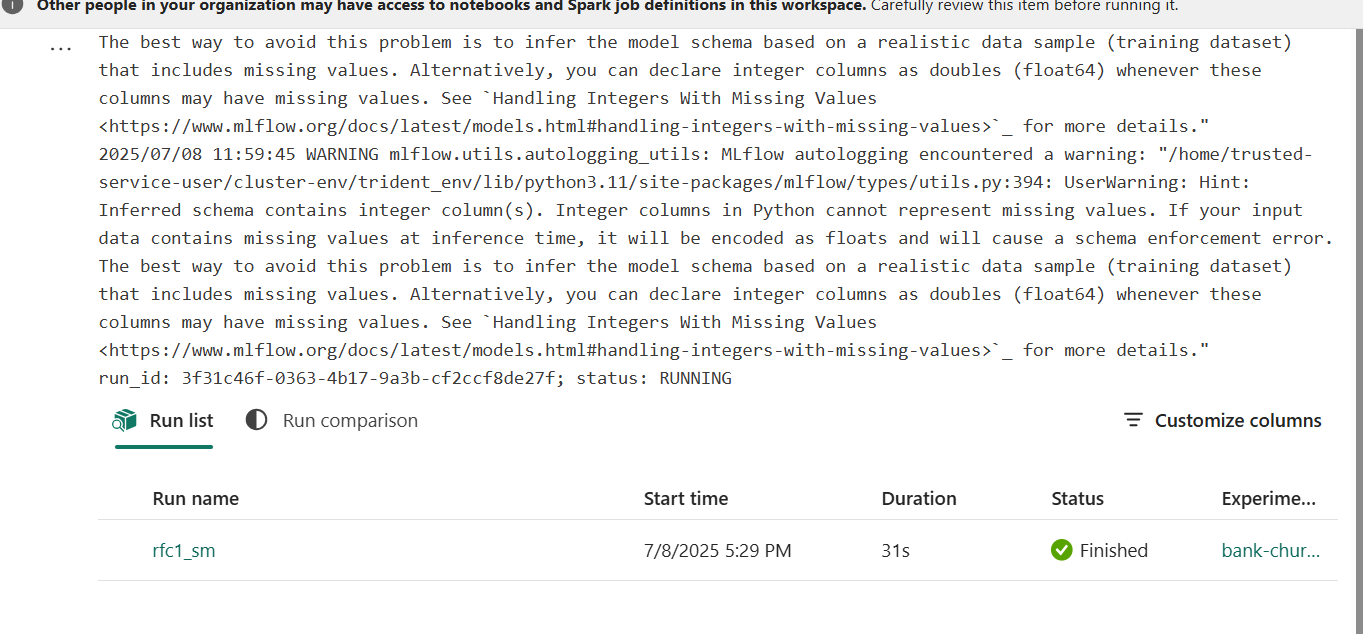 Other people in your organization may have access to notebooks and Spark job definitions in this workspace. Carefully review this item before running it.
... The best way to avoid this problem is to infer the model schema based on a realistic data sample (training dataset)
that includes missing values. Alternatively, you can declare integer columns as doubles (float64) whenever these
columns may have missing values. See `Handling Integers With Missing Values
<https://www.mlflow.org/docs/latest/models.html#handling-integers-with-missing-values>`_ for more details."
2025/07/08 11:59:45 WARNING mlflow.utils.autologging_utils: MLflow autologging encountered a warning: "/home/trusted-
service-user/cluster-env/trident_env/lib/python3.11/site-packages/mlflow/types/utils.py:394: UserWarning: Hint:
Inferred schema contains integer column(s). Integer columns in Python cannot represent missing values. If your input
data contains missing values at inference time, it will be encoded as floats and will cause a schema enforcement error.
The best way to avoid this problem is to infer the model schema based on a realistic data sample (training dataset)
that includes missing values. Alternatively, you can declare integer columns as doubles (float64) whenever these
columns may have missing values. See `Handling Integers With Missing Values
<https://www.mlflow.org/docs/latest/models.html#handling-integers-with-missing-values>`_ for more details."
run_id: 3f31c46f-0363-4b17-9a3b-cf2ccf8de27f; status: RUNNING
Run list Run comparison Customize columns
Run name Start time Duration Status Experime...
rfc1_sm 7/8/2025 5:29 PM 31s Finished bank-chur...